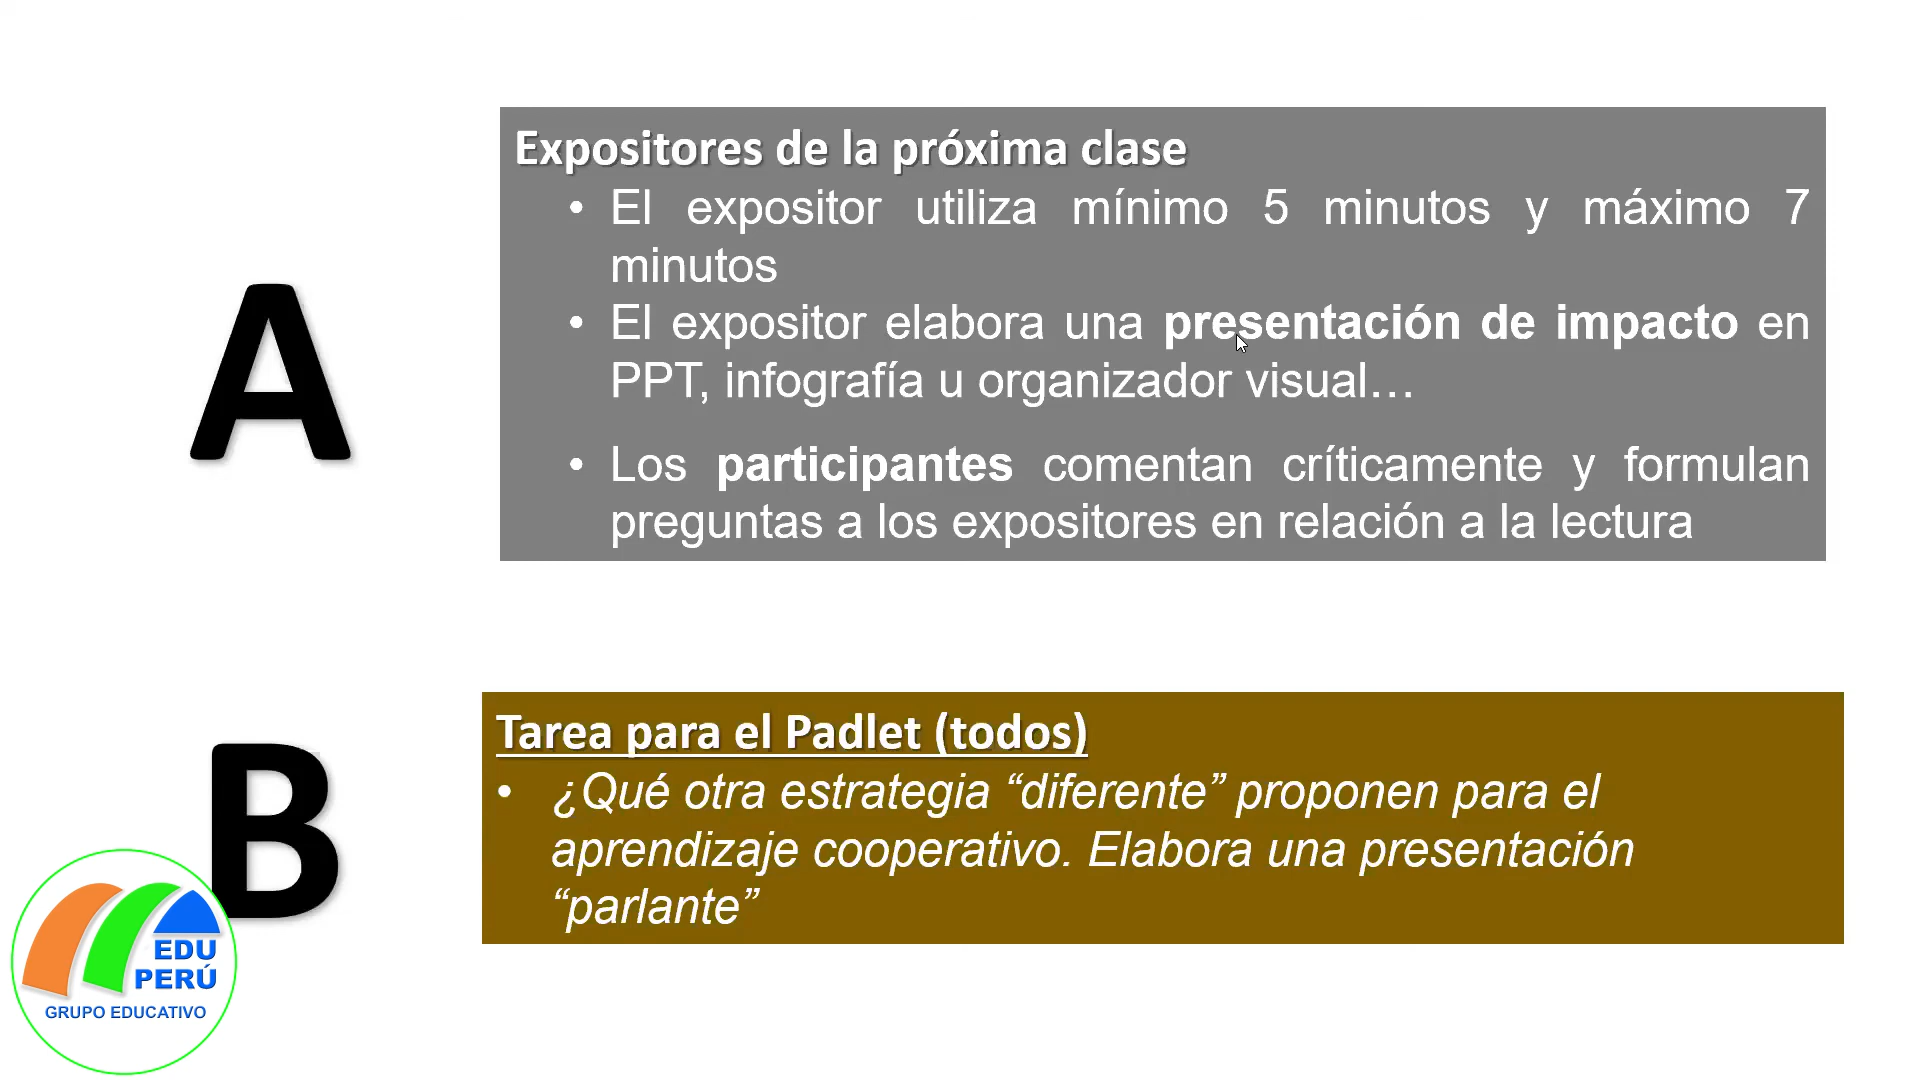 A
Expositores de la próxima clase
• El expositor utiliza mínimo 5 minutos y máximo 7
minutos
• El expositor elabora una presentación de impacto en
PPT, infografía u organizador visual...
• Los participantes comentan críticamente y formulan
preguntas a los expositores en relación a la lectura
B
Tarea para el Padlet (todos)
• ¿Qué otra estrategia “diferente” proponen para el
aprendizaje cooperativo. Elabora una presentación
“parlante”
EDU
PERÚ
GRUPO EDUCATIVO